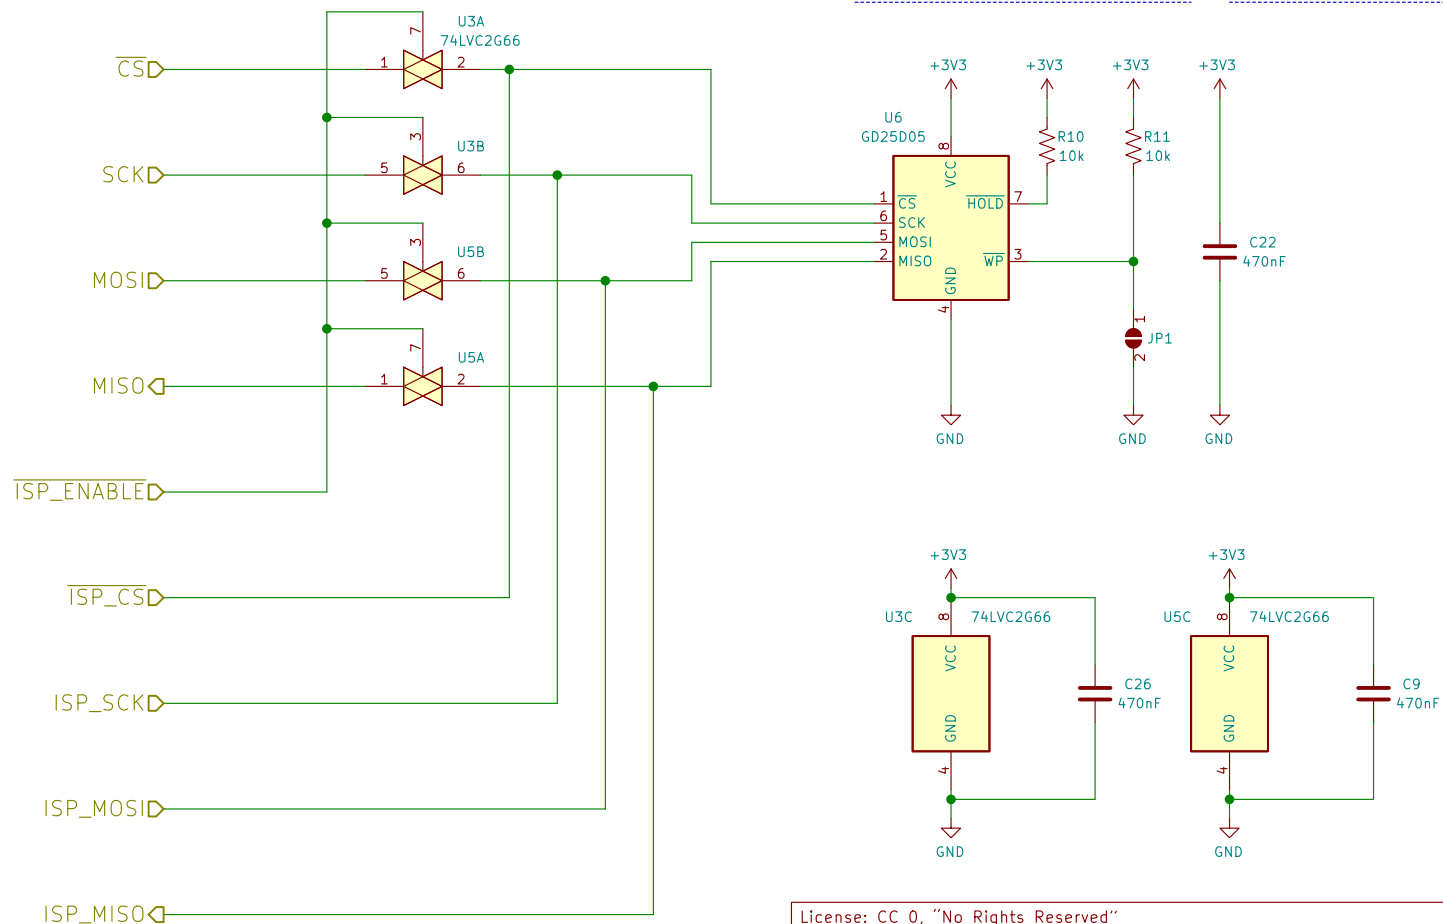 U3A
74LVC2G66
7
CS
1
2
U3B
3
SCK
5
6
U5B
3
MOSI
5
6
U5A
7
MISO
1
2
ISP_ENABLE
ISP_CS
ISP_SCK
ISP_MOSI
ISP_MISO
+3V3
+3V3
+3V3
+3V3
U6
GD25D05
8
VCC
R10
10k
R11
10k
1
CS
HOLD
7
6
SCK
5
MOSI
2
MISO
WP
3
GND
4
C22
470nF
1
JP1
2
GND
GND
GND
+3V3
U3C
8
74LVC2G66
VCC
GND
4
C26
470nF
GND
+3V3
U5C
8
74LVC2G66
VCC
GND
4
C9
470nF
GND
License: CC 0, "No Rights Reserved"